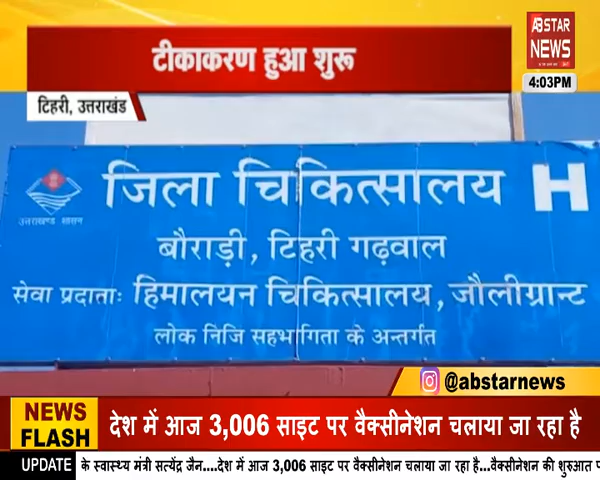 टीकाकरण हुआ शुरू
ABSTAR
NEWS
4:03PM
टिहरी, उत्तराखंड
जिला चिकित्सालय H
उत्तराखण्ड शासन
बौराड़ी, टिहरी गढ़वाल
सेवा प्रदाताः हिमालयन चिकित्सालय, जौलीग्रान्ट
लोक निजि सहभागिता के अन्तर्गत
@abstarnews
NEWS FLASH
देश में आज 3,006 साइट पर वैक्सीनेशन चलाया जा रहा है
UPDATE के स्वास्थ्य मंत्री सत्येंद्र जैन....देश में आज 3,006 साइट पर वैक्सीनेशन चलाया जा रहा है...वैक्सीनेशन की शुरुआत